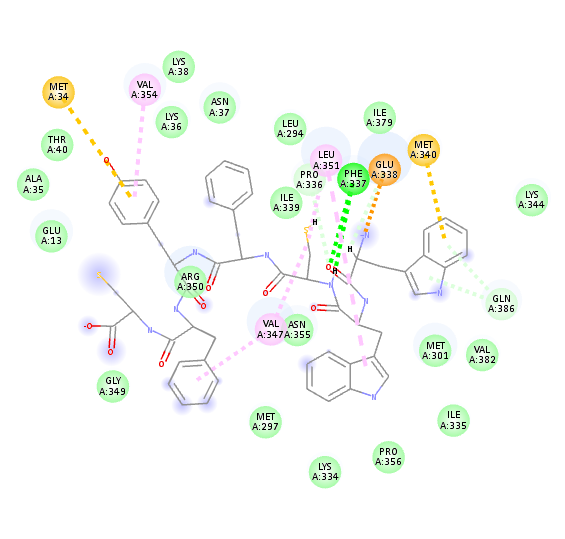 LYS
A:38
MET
A:34
VAL
A:354
ASN
A:37
LYS
A:36
ILE
A:379
LEU
A:294
THR
A:40
MET
A:340
LEU
A:351
O
PRO
A:336
PHE
A:337
GLU
A:338
ALA
A:35
ILE
A:339
LYS
A:344
H
S
N
GLU
A:13
N
N
O
H
S
ARG
A:350
O
O
N
N
GLN
A:386
N
O
N
O
-O
N
VAL
A:347
ASN
A:355
O
O
MET
A:301
VAL
A:382
GLY
A:349
N
MET
A:297
ILE
A:335
LYS
A:334
PRO
A:356